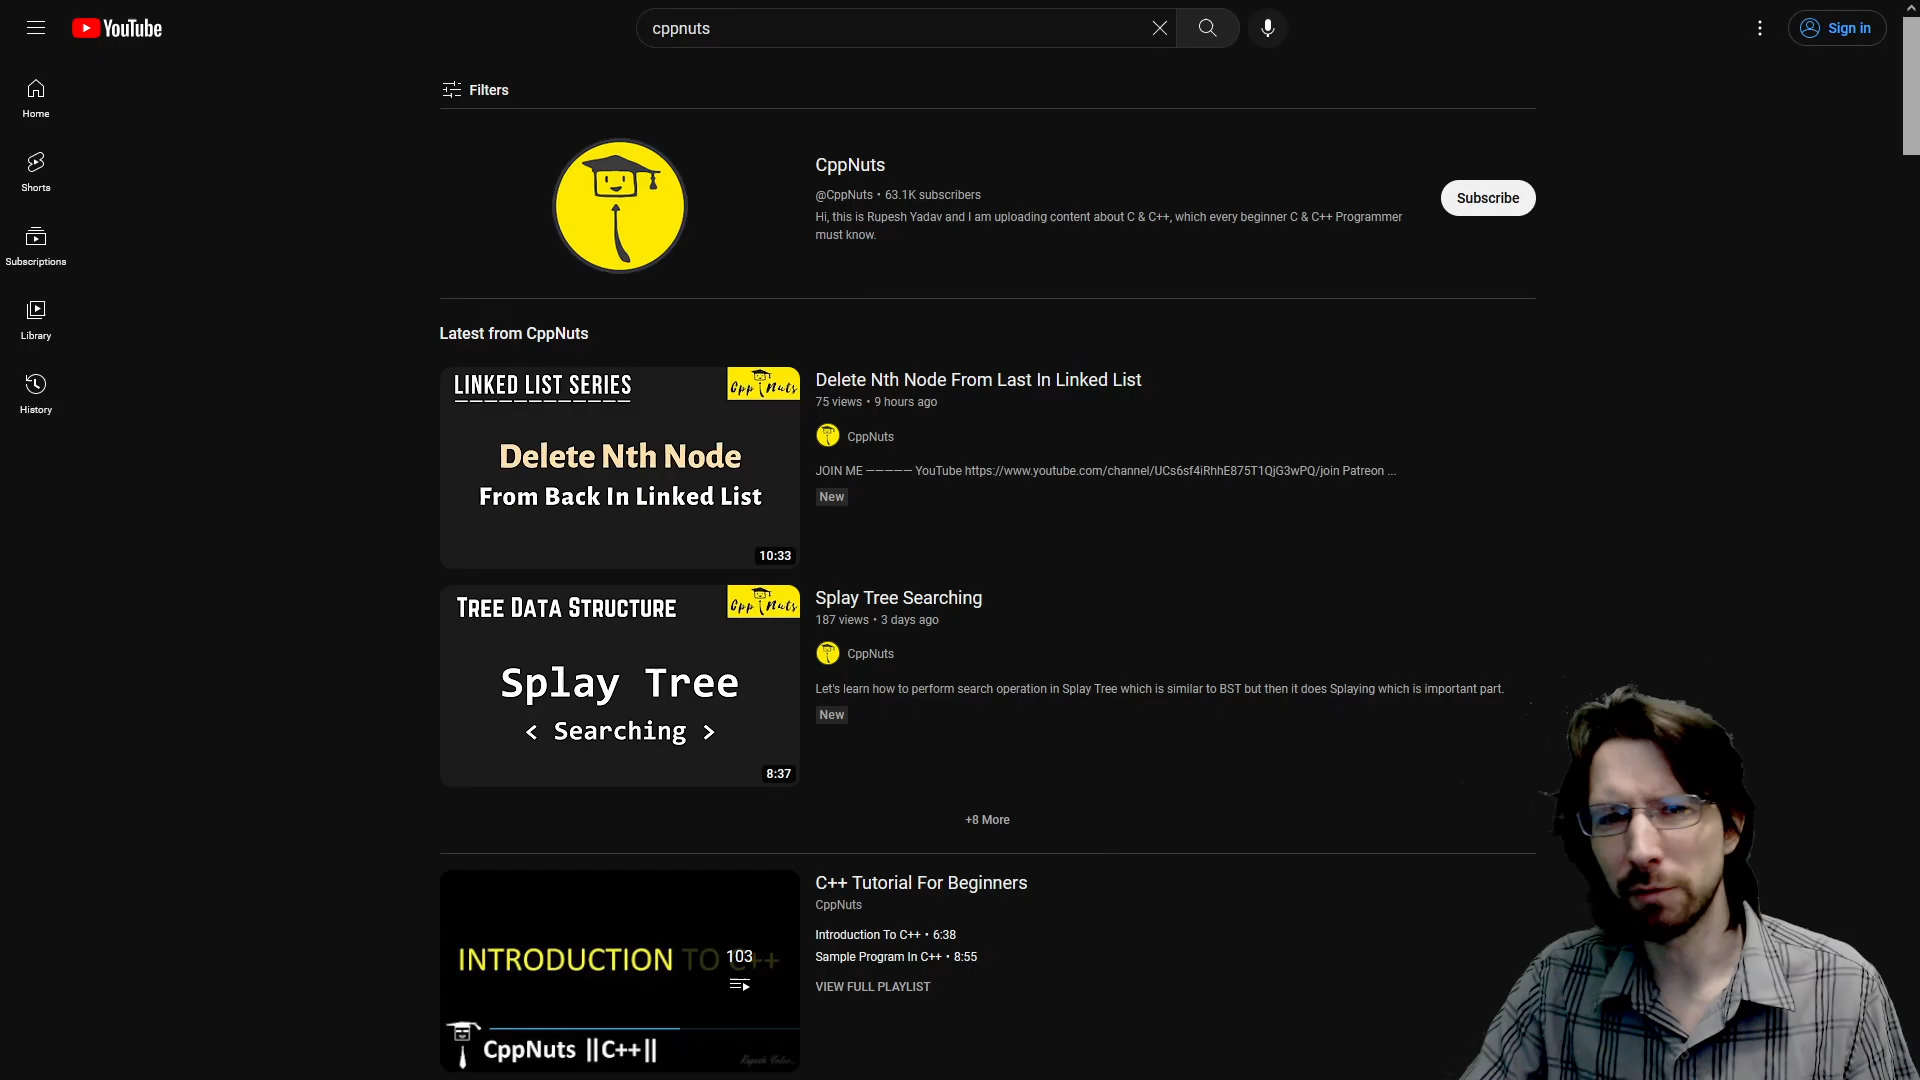 YouTube
cppnuts
Sign in
Home
Shorts
Subscriptions
Library
History
Filters
CppNuts
@CppNuts • 63.1K subscribers
Hi, this is Rupesh Yadav and I am uploading content about C & C++, which every beginner C & C++ Programmer
must know.
Subscribe
Latest from CppNuts
LINKED LIST SERIES
Cpp Nuts
Delete Nth Node
From Back In Linked List
10:33
Delete Nth Node From Last In Linked List
75 views • 9 hours ago
CppNuts
JOIN ME ————— YouTube https://www.youtube.com/channel/UCs6sf4iRhhE875T1QjG3wPQ/join Patreon ...
New
TREE DATA STRUCTURE
Cpp Nuts
Splay Tree
< Searching >
8:37
Splay Tree Searching
187 views • 3 days ago
CppNuts
Let's learn how to perform search operation in Splay Tree which is similar to BST but then it does Splaying which is important part.
New
+8 More
INTRODUCTION TO C++
103
CppNuts ||C++||
Rupesh Yadav
C++ Tutorial For Beginners
CppNuts
Introduction To C++ • 6:38
Sample Program In C++ • 8:55
VIEW FULL PLAYLIST